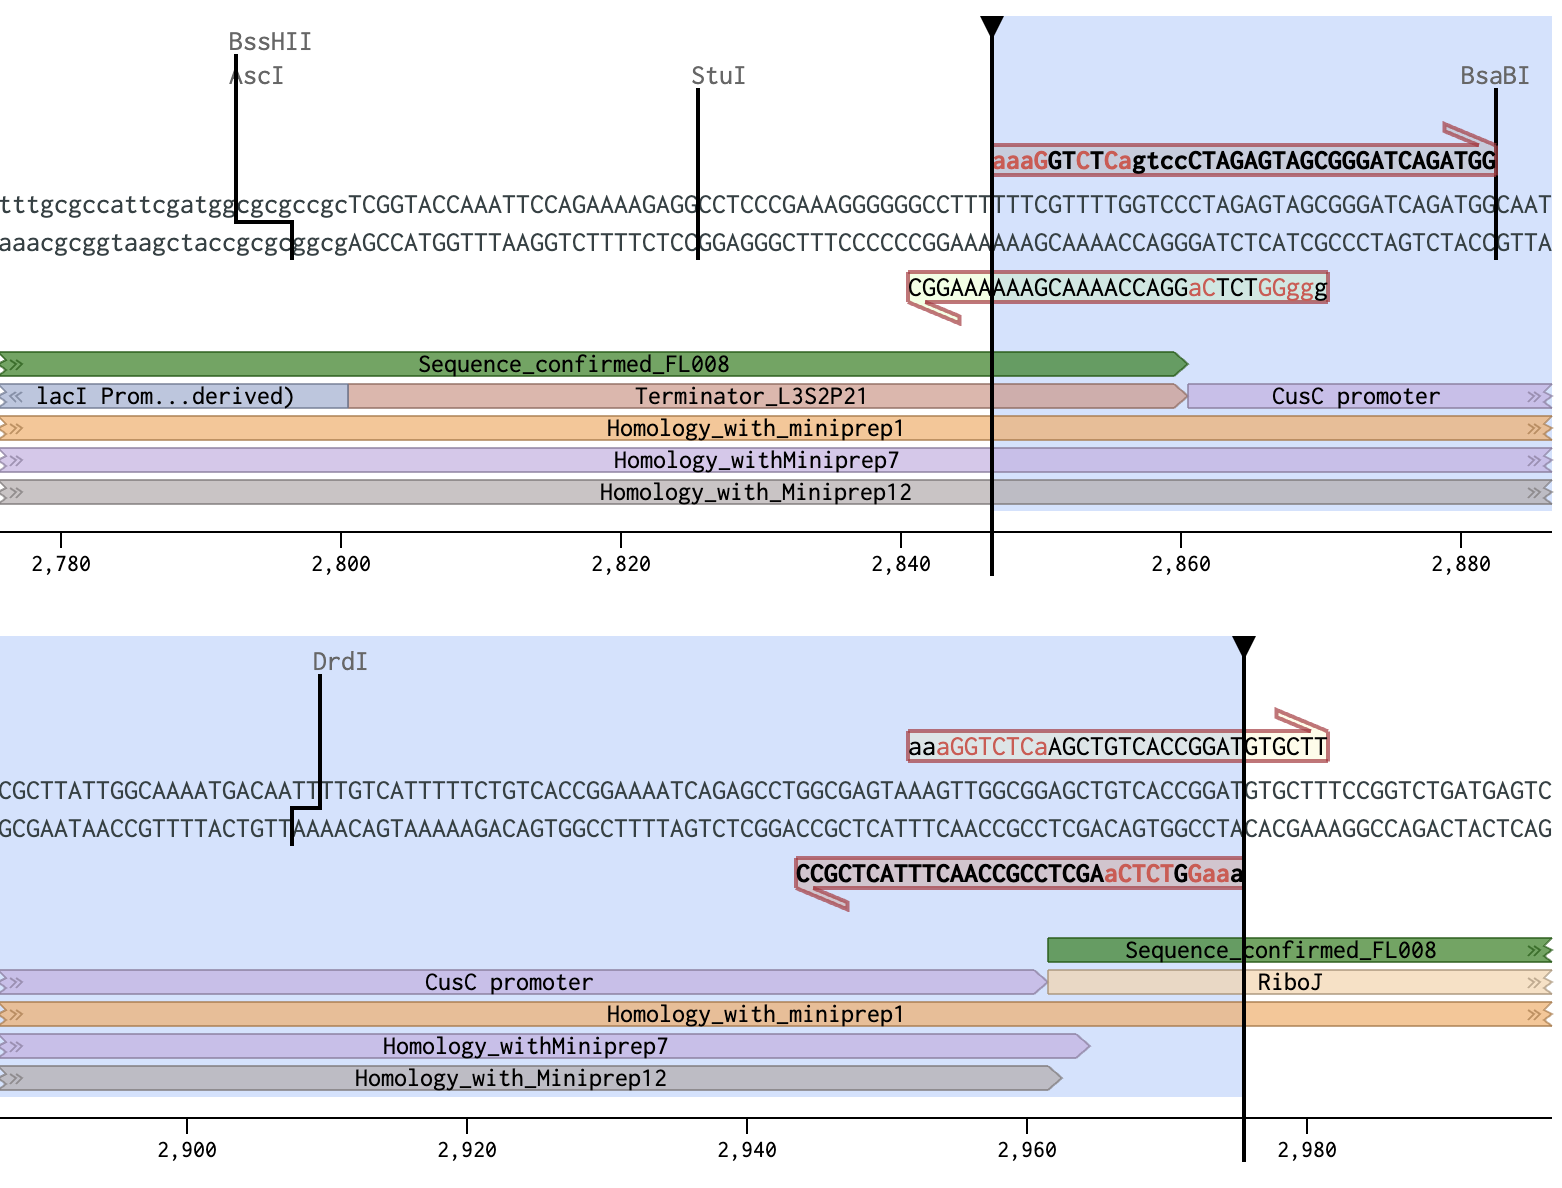 BssHII
AscI
StuI
BsaBI
aaaGGTCTCagtccCTAGAGTAGCGGGATCAGATGG
tttgcgccattcgatggcgcgccgcTCGGTACCAAATTCCAGAAAAGAGGCCTCCCGAAAGGGGGGCCTTTTTTCGTTTTGGTCCCTAGAGTAGCGGGATCAGATGGCAAT
aaacgcggtaagctaccgcgcggcgAGCCATGGTTTAAGGTCTTTTCTCCGGAGGGCTTTCCCCCCGGAAAAAAGCAAAACCAGGGATCTCATCGCCCTAGTCTACCGTTA
CGGAAAAAAGCAAAACCAGGaCTCTGGggg
Sequence_confirmed_FL008
lacI Prom...derived) Terminator_L3S2P21 CusC promoter
Homology_with_miniprep1
Homology_withMiniprep7
Homology_with_Miniprep12
2,780 2,800 2,820 2,840 2,860 2,880
DrdI
aaaGGTCTCaAGCTGTCACCGGATGTGCTT
CGCTTATTGGCAAAATGACAATTTTGTCATTTTTCTGTCACCGGAAAATCAGAGCCTGGCGAGTAAAGTTGGCGGAGCTGTCACCGGATGTGCTTTCCGGTCTGATGAGTC
GCGAATAACCGTTTTACTGTTAAAACAGTAAAAAGACAGTGGCCTTTTAGTCTCGGACCGCTCATTTCAACCGCCTCGACAGTGGCCTACACGAAAGGCCAGACTACTCAG
CCGCTCATTTCAACCGCCTCGAaCTCTGGaaa
Sequence_confirmed_FL008
CusC promoter RiboJ
Homology_with_miniprep1
Homology_withMiniprep7
Homology_with_Miniprep12
2,900 2,920 2,940 2,960 2,980